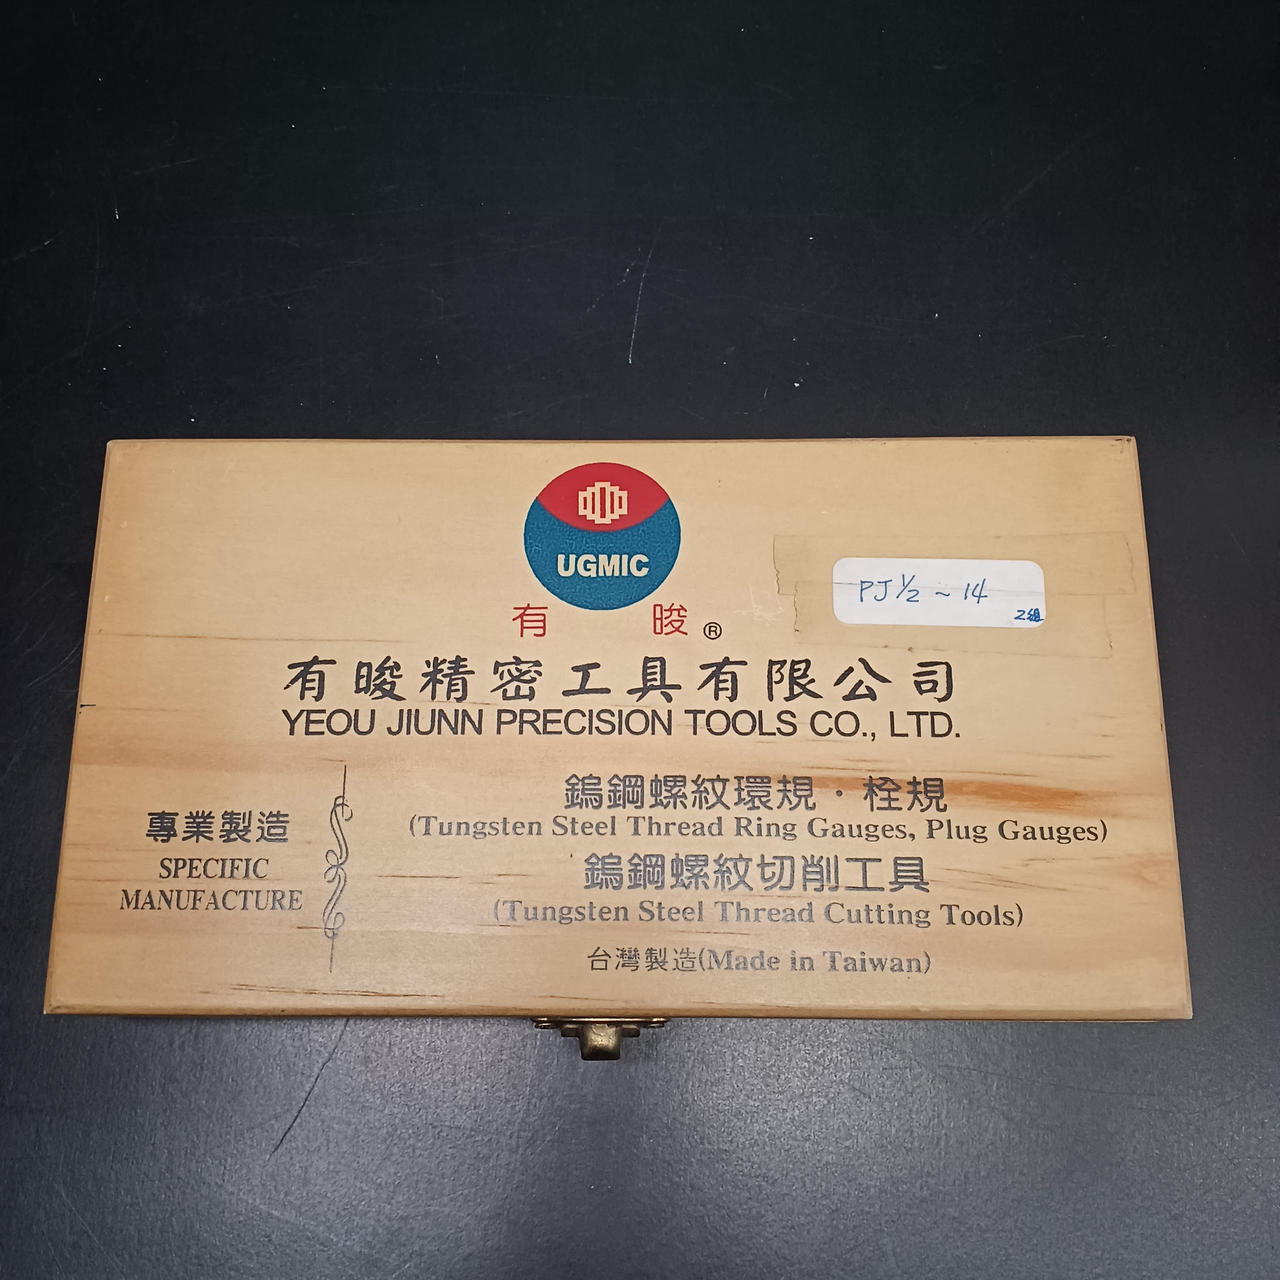 UGMIC
有 晙 ®
PJ 1/2 ~ 14
2組
有晙精密工具有限公司
YEOU JIUNN PRECISION TOOLS CO., LTD.
專業製造
SPECIFIC
MANUFACTURE
鎢鋼螺紋環規·栓規
(Tungsten Steel Thread Ring Gauges, Plug Gauges)
鎢鋼螺紋切削工具
(Tungsten Steel Thread Cutting Tools)
台灣製造(Made in Taiwan)